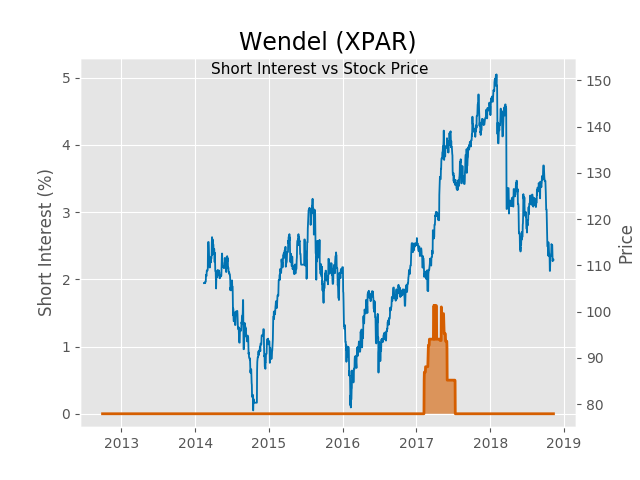 Wendel (XPAR)
Short Interest vs Stock Price
Short Interest (%)
5
4
3
2
1
0
150
140
130
120
110
100
90
80
Price
2013 2014 2015 2016 2017 2018 2019